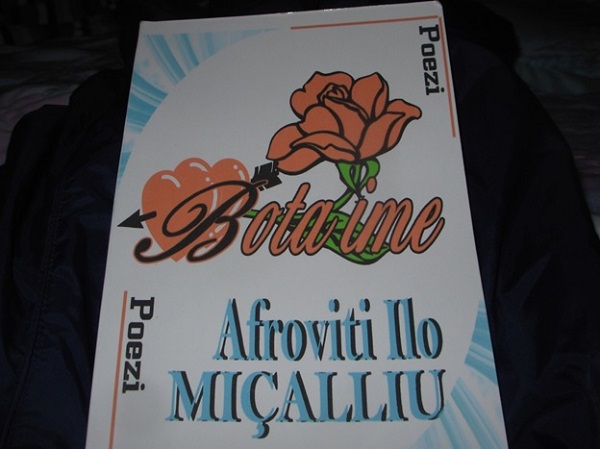 Poezi
Bota ime
Poezi
Afroviti Ilo
MIÇALLIU